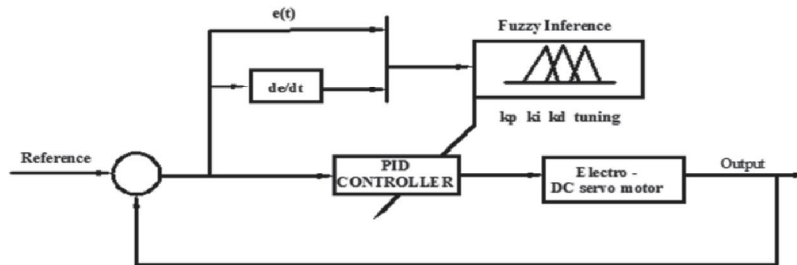 e(t)
Fuzzy Inference
de/dt
kp ki kd tuning
Reference
PID
CONTROLLER
Electro -
DC servo motor
Output